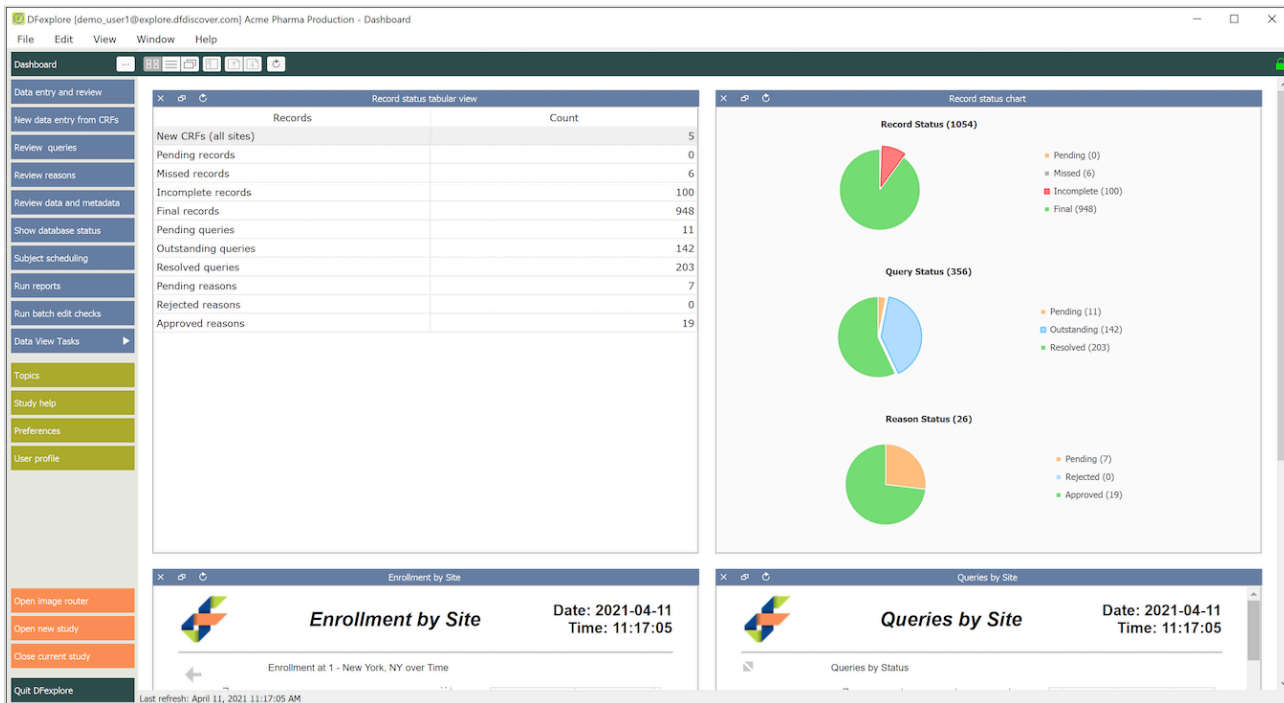 DFexplore [demo_user1@explore.dfdiscover.com] Acme Pharma Production - Dashboard
File Edit View Window Help
Dashboard
Data entry and review
New data entry from CRFs
Review queries
Review reasons
Review data and metadata
Show database status
Subject scheduling
Run reports
Run batch edit checks
Data View Tasks
Topics
Study help
Preferences
User profile
Open image router
Open new study
Close current study
Quit DFexplore
Record status tabular view
Records Count
New CRFs (all sites) 5
Pending records 0
Missed records 6
Incomplete records 100
Final records 948
Pending queries 11
Outstanding queries 142
Resolved queries 203
Pending reasons 7
Rejected reasons 0
Approved reasons 19
Record status chart
Record Status (1054)
Pending (0)
Missed (6)
Incomplete (100)
Final (948)
Query Status (356)
Pending (11)
Outstanding (142)
Resolved (203)
Reason Status (26)
Pending (7)
Rejected (0)
Approved (19)
Enrollment by Site
Enrollment by Site
Date: 2021-04-11
Time: 11:17:05
Enrollment at 1 - New York, NY over Time
Queries by Site
Queries by Site
Date: 2021-04-11
Time: 11:17:05
Queries by Status
Last refresh: April 11, 2021 11:17:05 AM